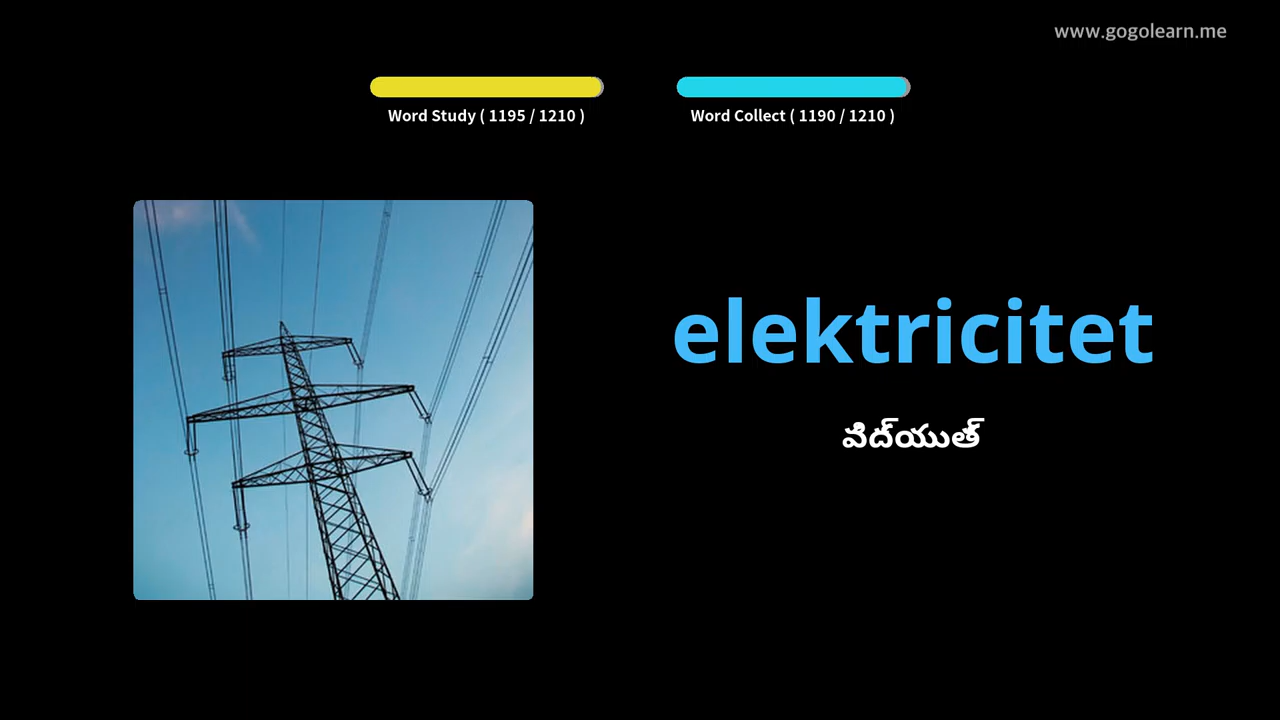 www.gogolearn.me
Word Study ( 1195 / 1210 )
Word Collect ( 1190 / 1210 )
elektricitet
విద్‌యుత్